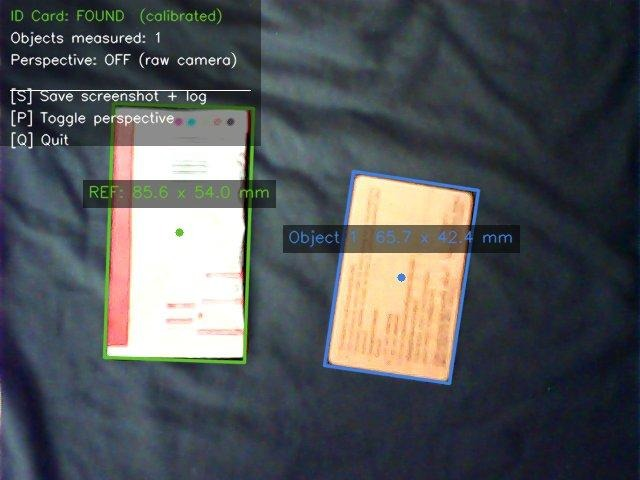 ID Card: FOUND  (calibrated)
Objects measured: 1
Perspective: OFF (raw camera)
[S] Save screenshot + log
[P] Toggle perspective
[Q] Quit
REF: 85.6 x 54.0 mm
Object 1: 65.7 x 42.4 mm